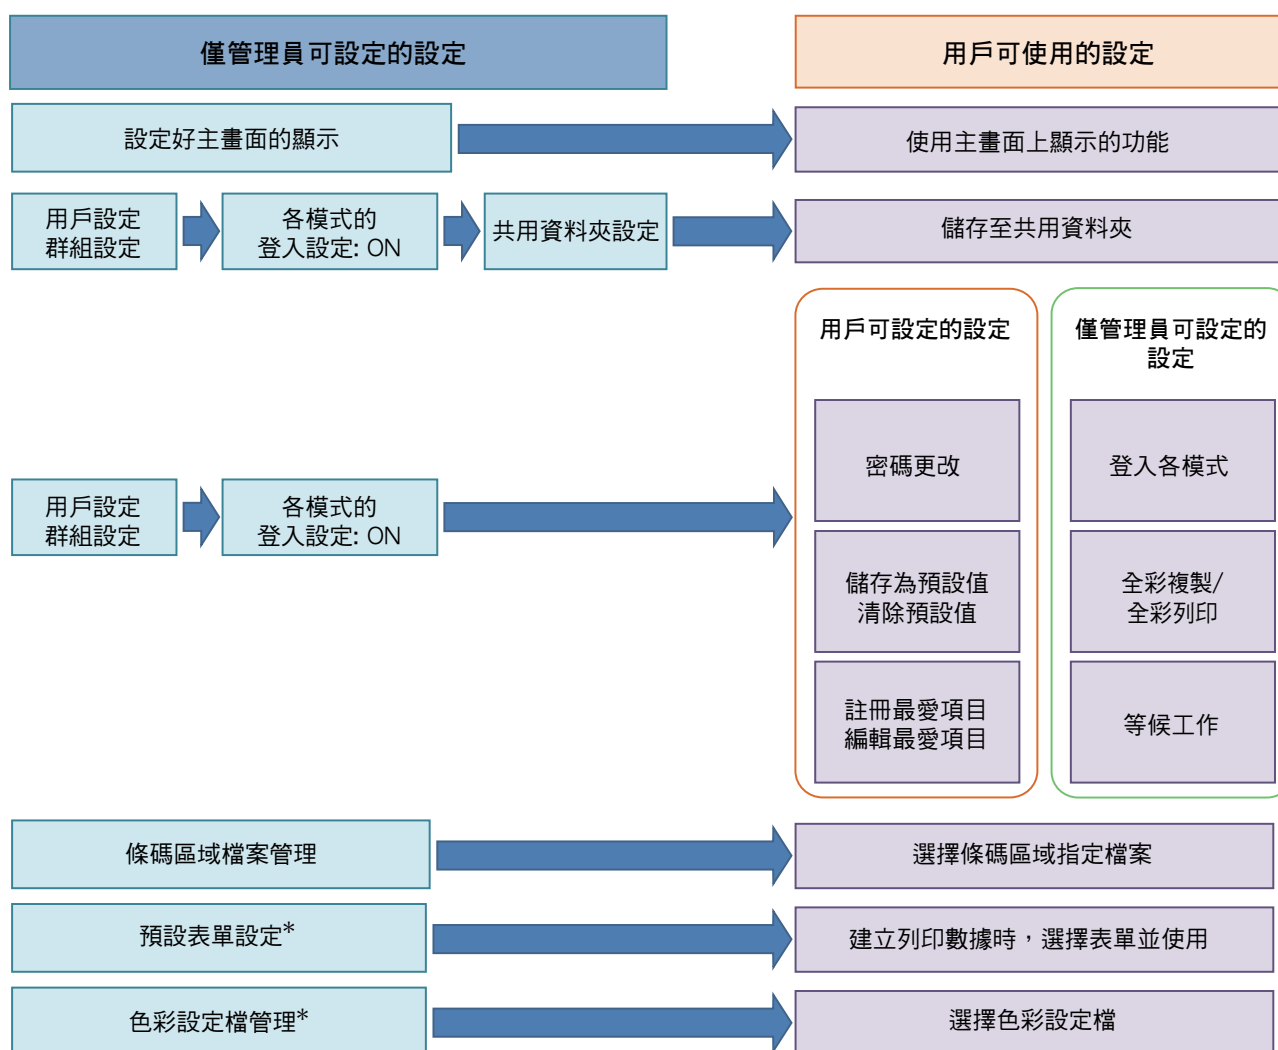 僅管理員可設定的設定
用戶可使用的設定
設定好主畫面的顯示
使用主畫面上顯示的功能
用戶設定
群組設定
各模式的
登入設定: ON
共用資料夾設定
儲存至共用資料夾
用戶可設定的設定
僅管理員可設定的
設定
用戶設定
群組設定
各模式的
登入設定: ON
密碼更改
登入各模式
儲存為預設值
清除預設值
全彩複製/
全彩列印
註冊最愛項目
編輯最愛項目
等候工作
條碼區域檔案管理
選擇條碼區域指定檔案
預設表單設定*
建立列印數據時，選擇表單並使用
色彩設定檔管理*
選擇色彩設定檔